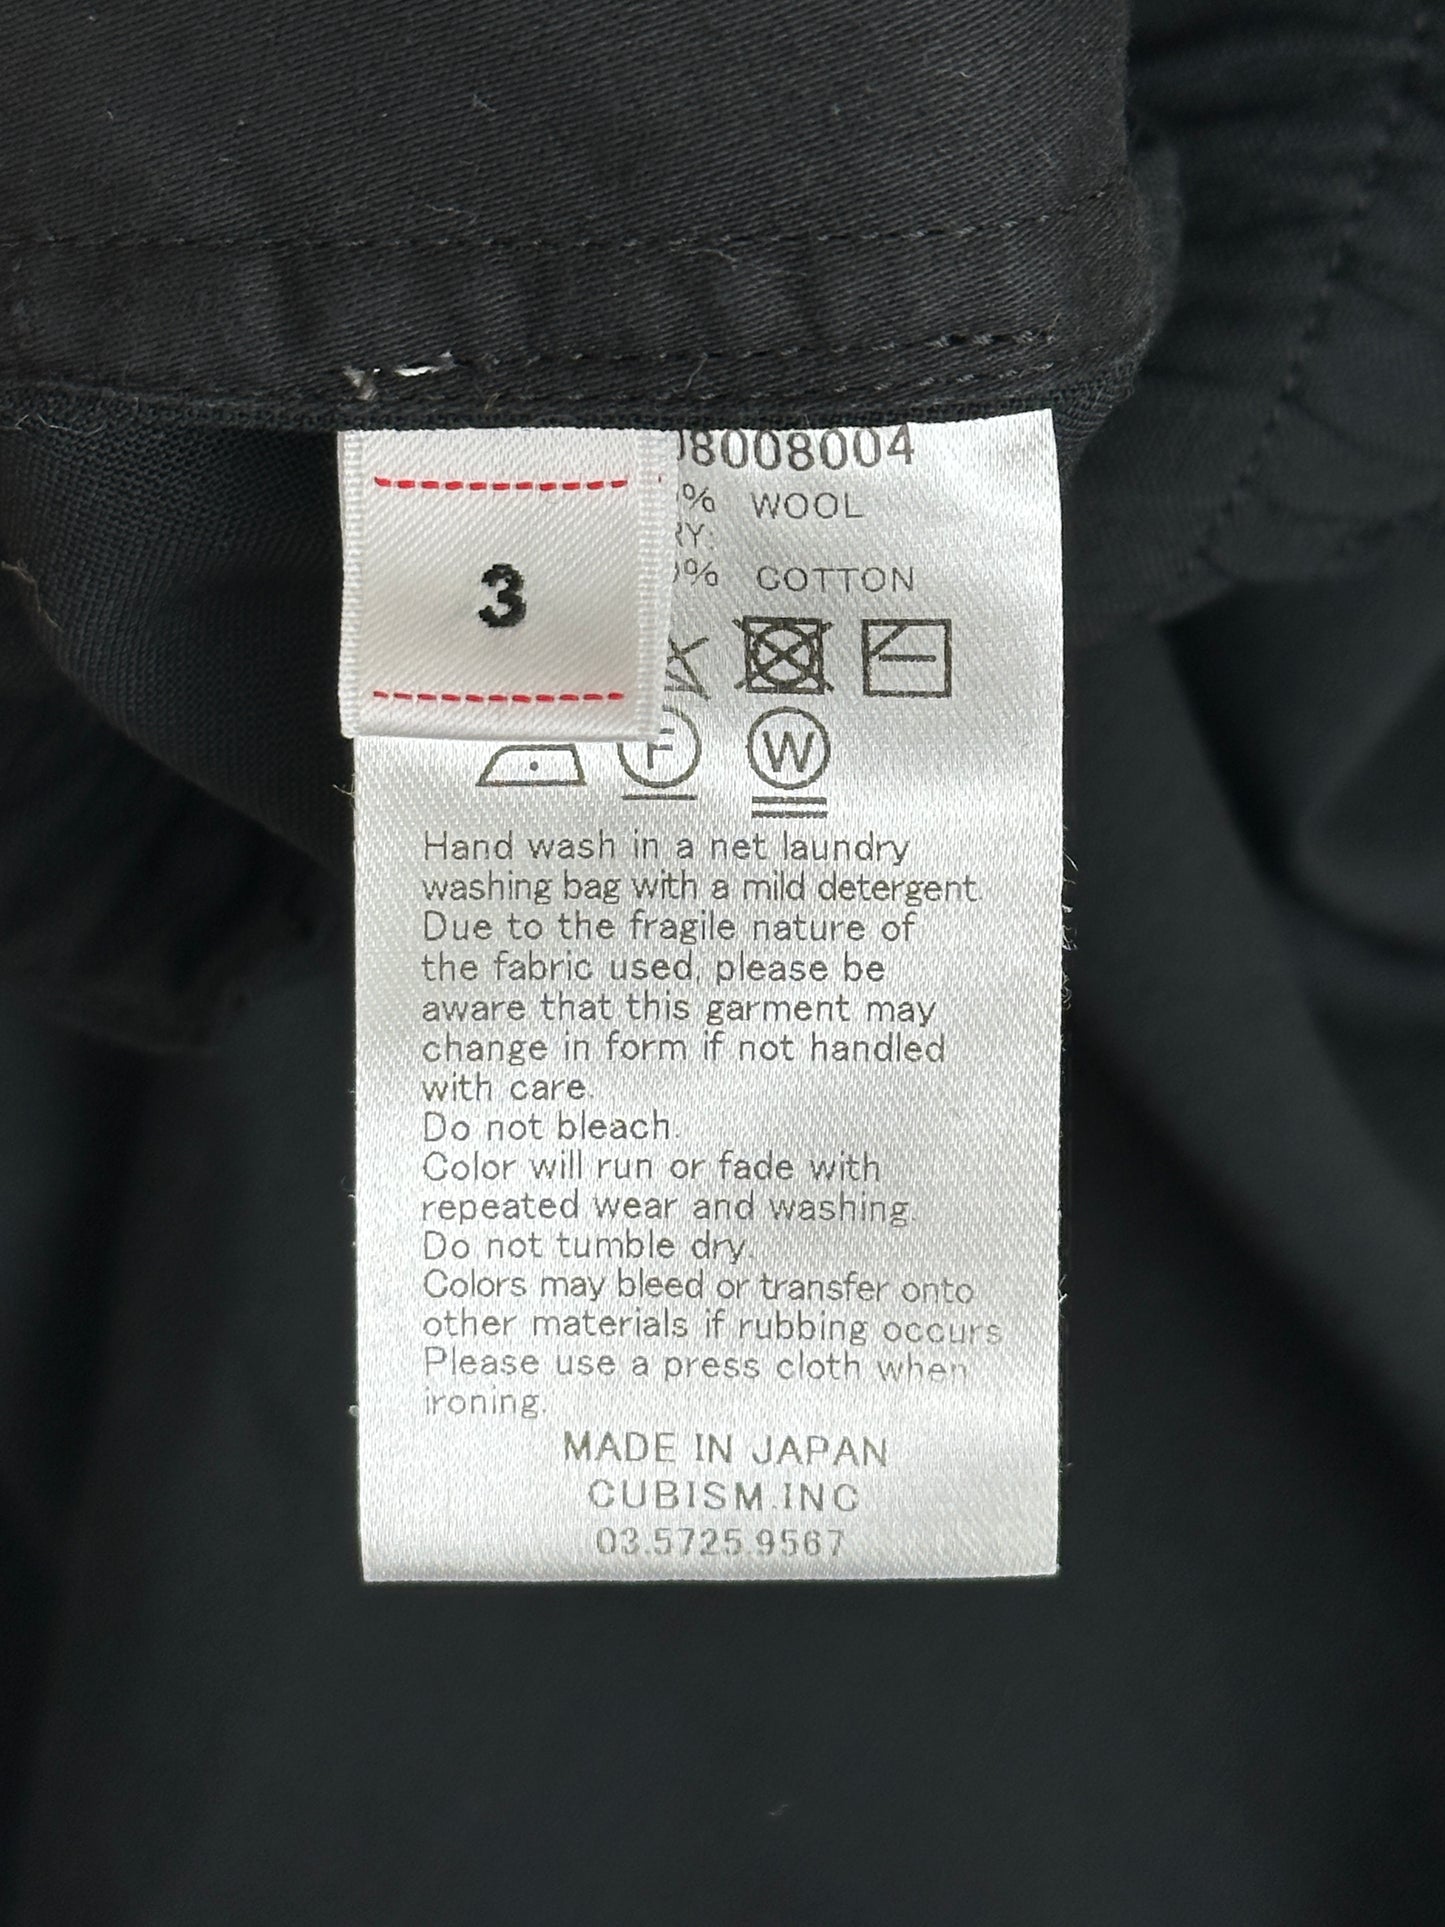 3
8008004
% WOOL
RY:
% COTTON
F
W
Hand wash in a net laundry
washing bag with a mild detergent.
Due to the fragile nature of
the fabric used, please be
aware that this garment may
change in form if not handled
with care.
Do not bleach.
Color will run or fade with
repeated wear and washing.
Do not tumble dry.
Colors may bleed or transfer onto
other materials if rubbing occurs
Please use a press cloth when
ironing.
MADE IN JAPAN
CUBISM.INC
03.5725.9567